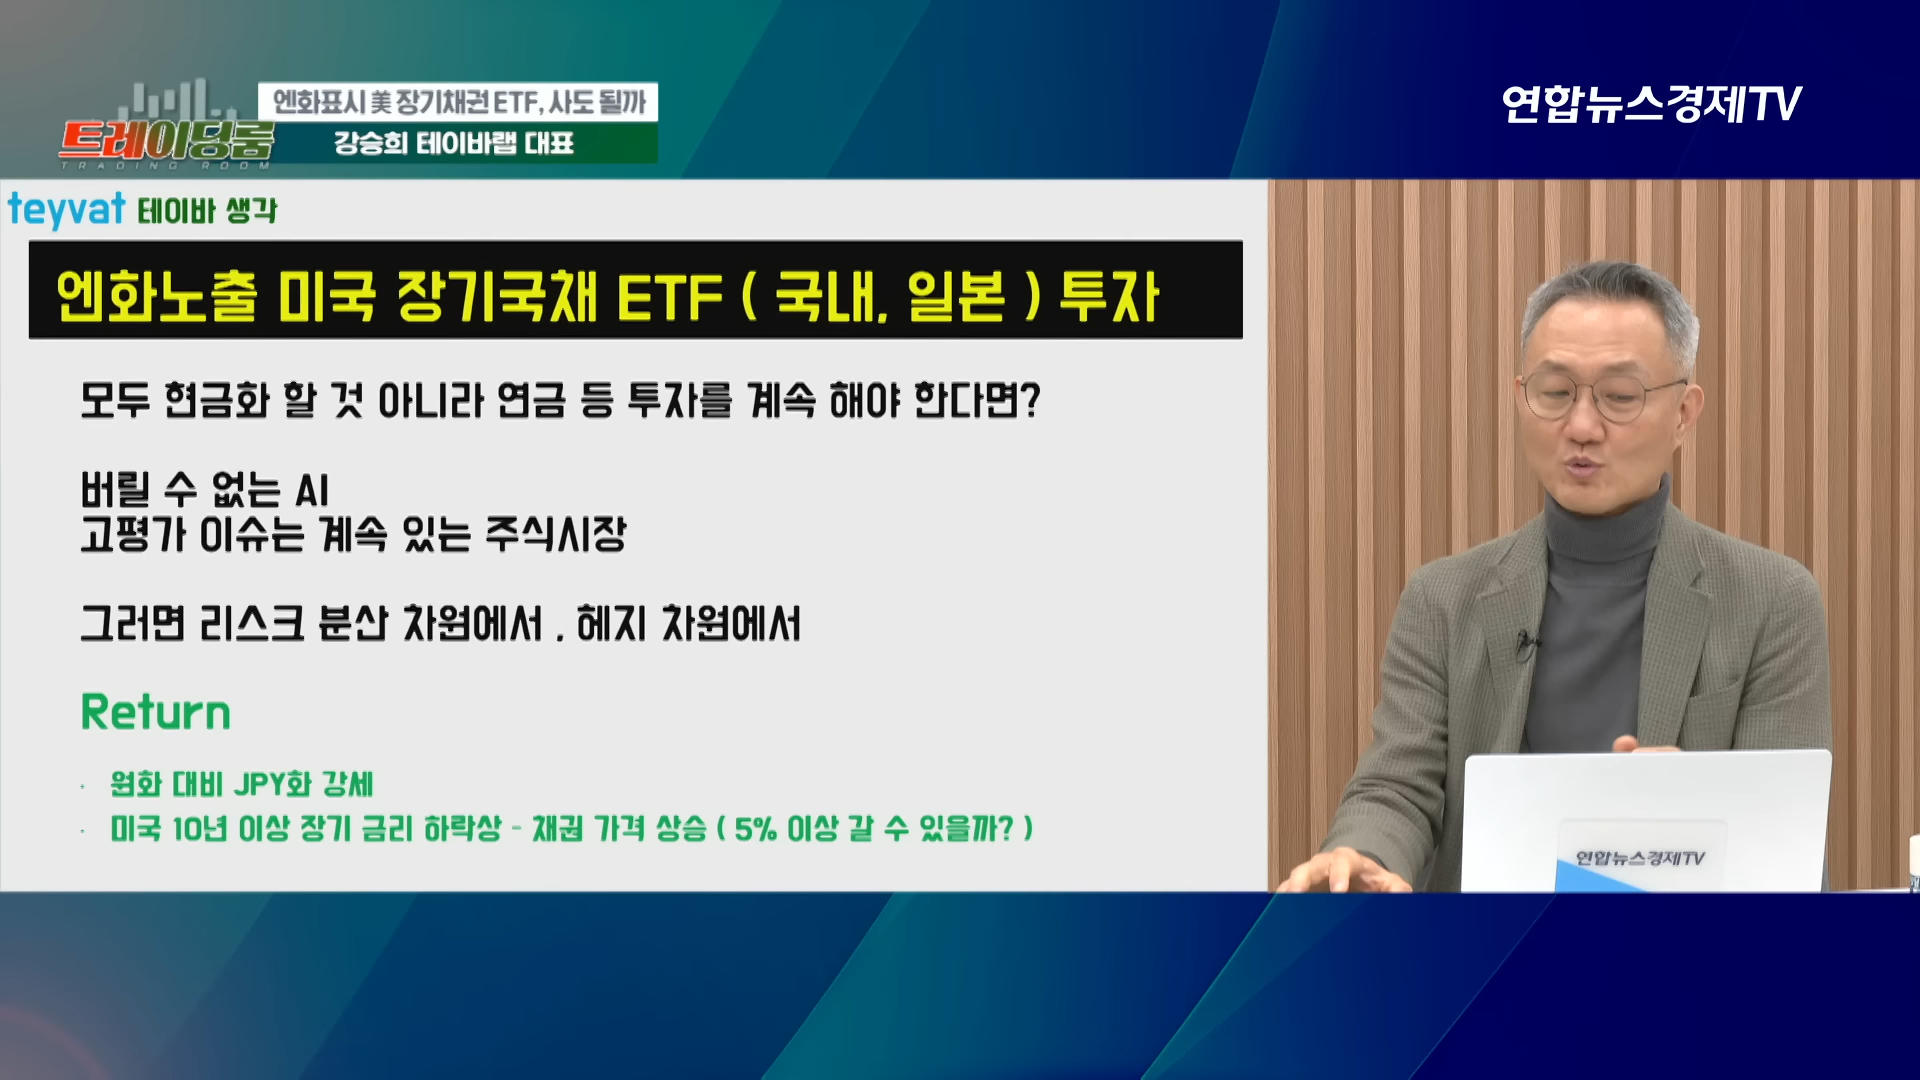 엔화표시 美 장기채권 ETF, 사도 될까
트레이딩룸
TRADING ROOM
강승희 테이바랩 대표
연합뉴스경제TV
teyvat 테이바 생각
엔화노출 미국 장기국채 ETF ( 국내, 일본 ) 투자
모두 현금화 할 것 아니라 연금 등 투자를 계속 해야 한다면?
버릴 수 없는 AI
고평가 이슈는 계속 있는 주식시장
그러면 리스크 분산 차원에서 , 헤지 차원에서
Return
· 원화 대비 JPY화 강세
· 미국 10년 이상 장기 금리 하락상 - 채권 가격 상승 ( 5% 이상 갈 수 있을까? )
연합뉴스경제TV